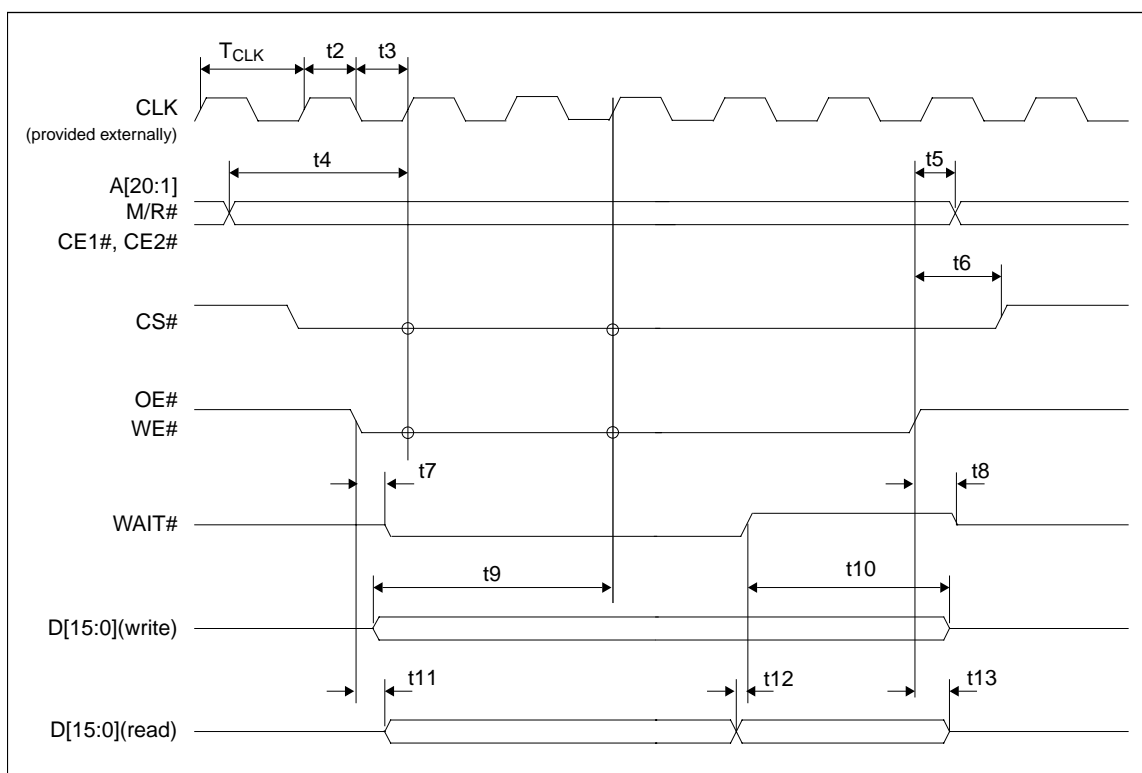 TCLK t2 t3
CLK
(provided externally)
t4 t5
A[20:1]
M/R#
CE1#, CE2#
t6
CS#
OE#
WE#
t7 t8
WAIT#
t9 t10
D[15:0](write)
t11 t12 t13
D[15:0](read)